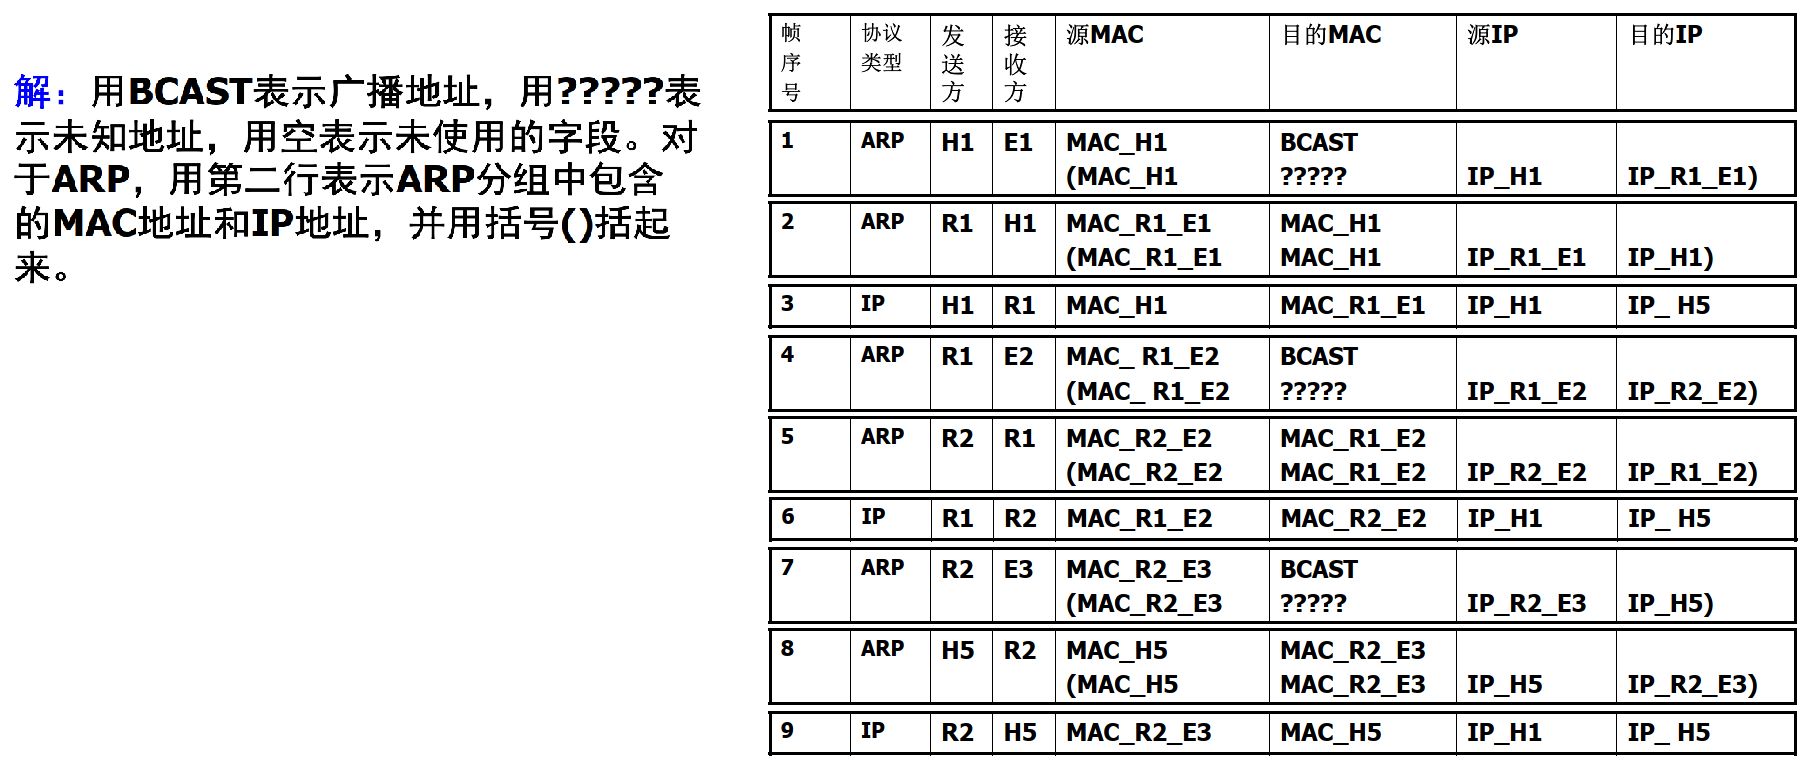 解：用BCAST表示广播地址，用?????表
示未知地址，用空表示未使用的字段。对
于ARP，用第二行表示ARP分组中包含
的MAC地址和IP地址，并用括号()括起
来。
帧序号 协议类型 发送方 接收方 源MAC 目的MAC 源IP 目的IP
1 ARP H1 E1 MAC_H1 BCAST
(MAC_H1 ????? IP_H1 IP_R1_E1)
2 ARP R1 H1 MAC_R1_E1 MAC_H1
(MAC_R1_E1 MAC_H1 IP_R1_E1 IP_H1)
3 IP H1 R1 MAC_H1 MAC_R1_E1 IP_H1 IP_ H5
4 ARP R1 E2 MAC_ R1_E2 BCAST
(MAC_ R1_E2 ????? IP_R1_E2 IP_R2_E2)
5 ARP R2 R1 MAC_R2_E2 MAC_R1_E2
(MAC_R2_E2 MAC_R1_E2 IP_R2_E2 IP_R1_E2)
6 IP R1 R2 MAC_R1_E2 MAC_R2_E2 IP_H1 IP_ H5
7 ARP R2 E3 MAC_R2_E3 BCAST
(MAC_R2_E3 ????? IP_R2_E3 IP_H5)
8 ARP H5 R2 MAC_H5 MAC_R2_E3
(MAC_H5 MAC_R2_E3 IP_H5 IP_R2_E3)
9 IP R2 H5 MAC_R2_E3 MAC_H5 IP_H1 IP_ H5